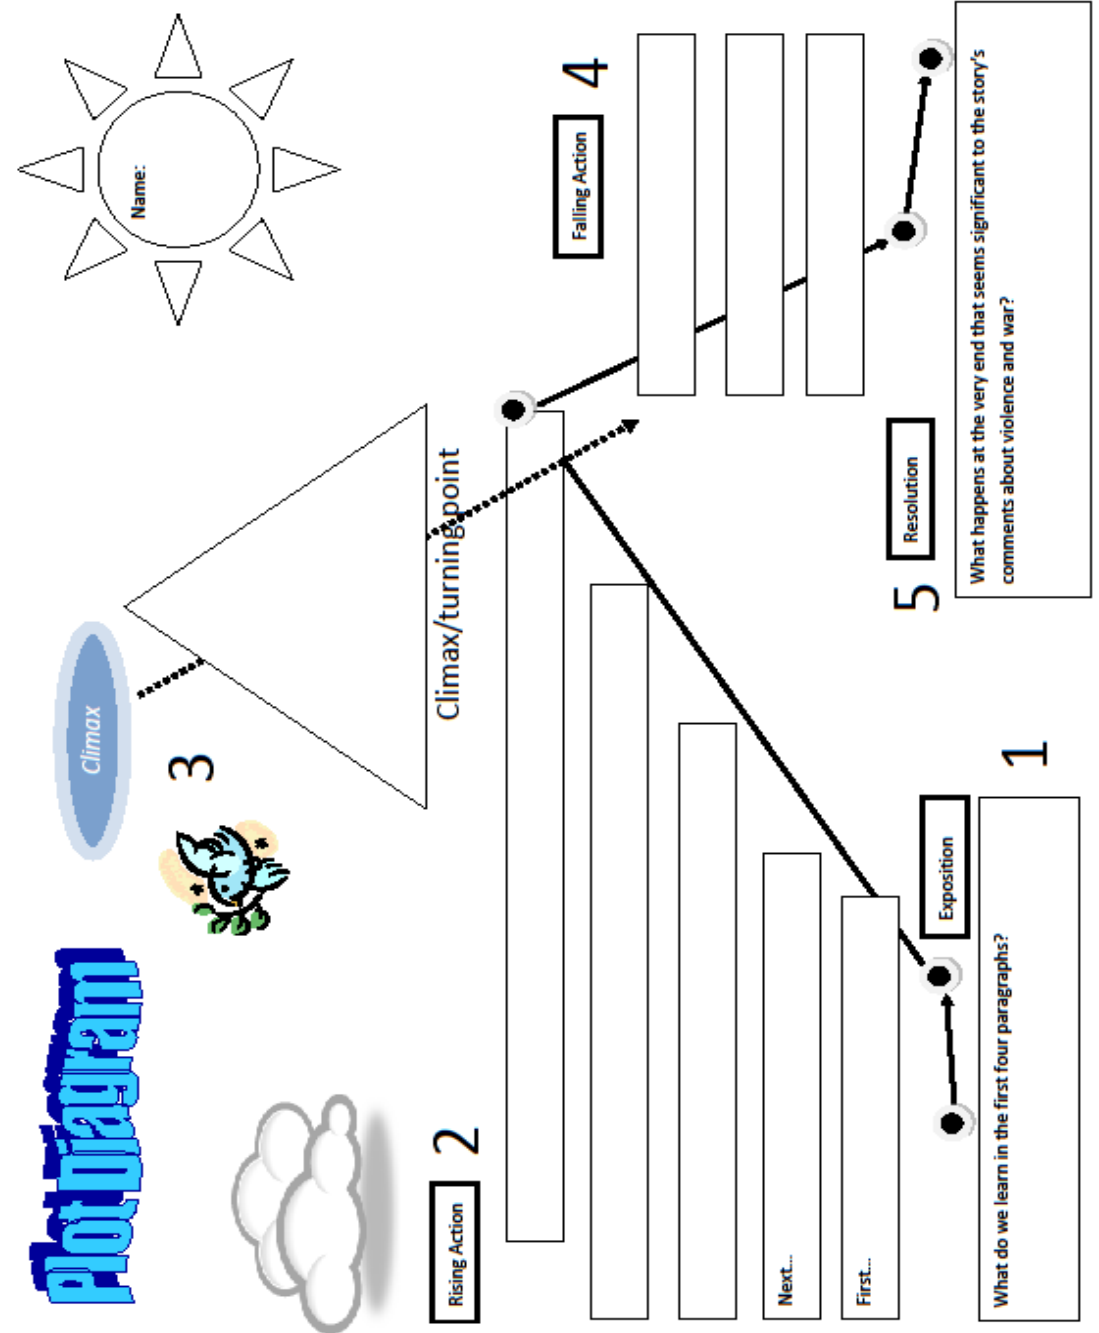 Plot Diagram
Climax
Name:
3
Climax/turning point
4
Falling Action
2
Rising Action
Next...
First...
5
Resolution
What happens at the very end that seems significant to the story's
comments about violence and war?
1
Exposition
What do we learn in the first four paragraphs?